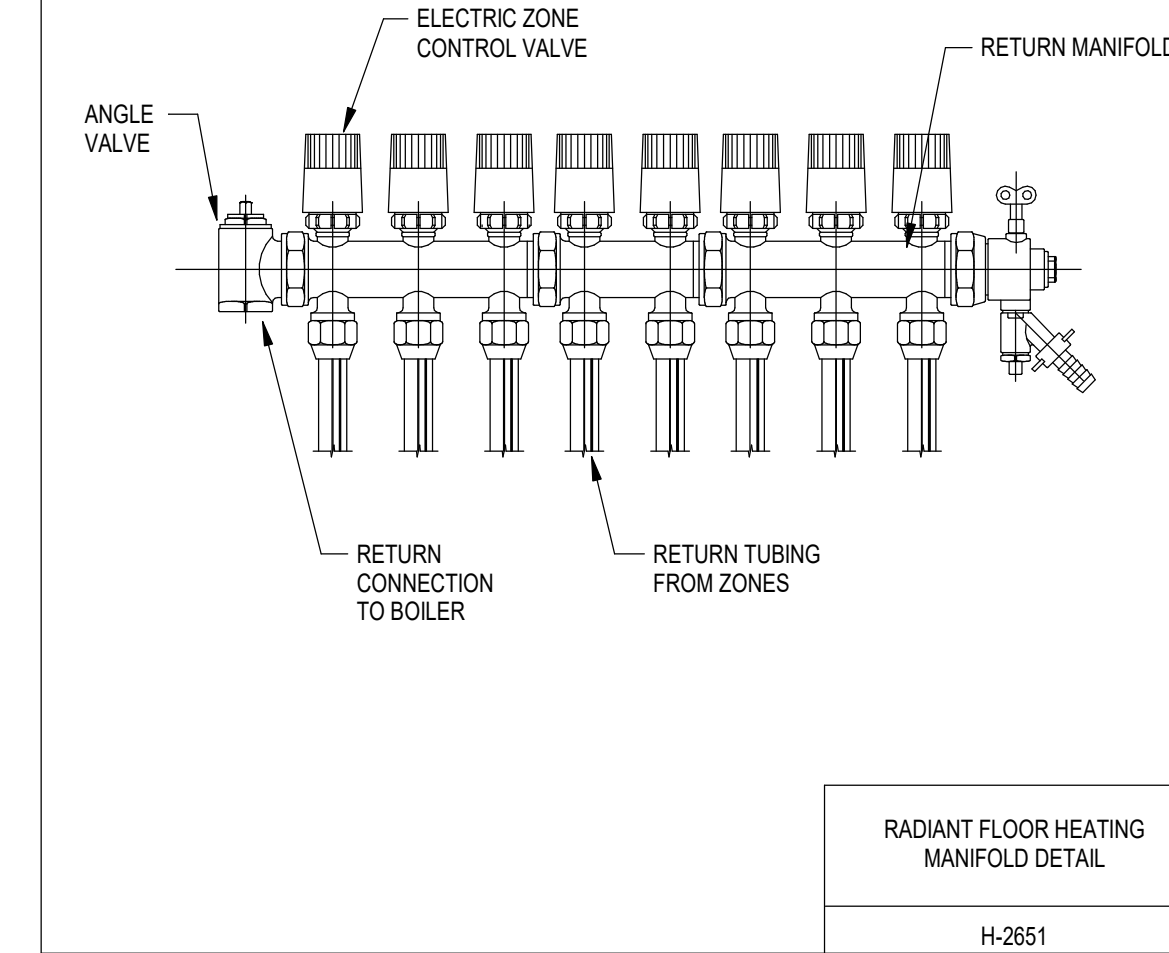 ELECTRIC ZONE
CONTROL VALVE
RETURN MANIFOLD
ANGLE
VALVE
RETURN
CONNECTION
TO BOILER
RETURN TUBING
FROM ZONES
RADIANT FLOOR HEATING
MANIFOLD DETAIL
H-2651